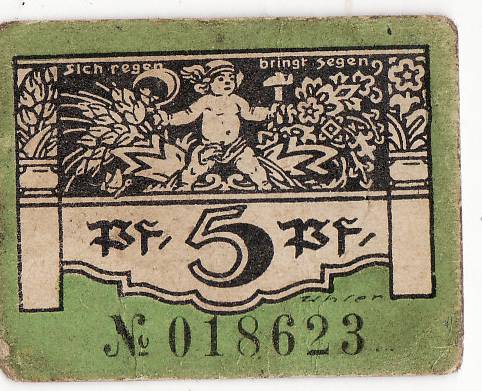 Sich regen bringt Segen
Pf. 5 Pf.
№ 018623